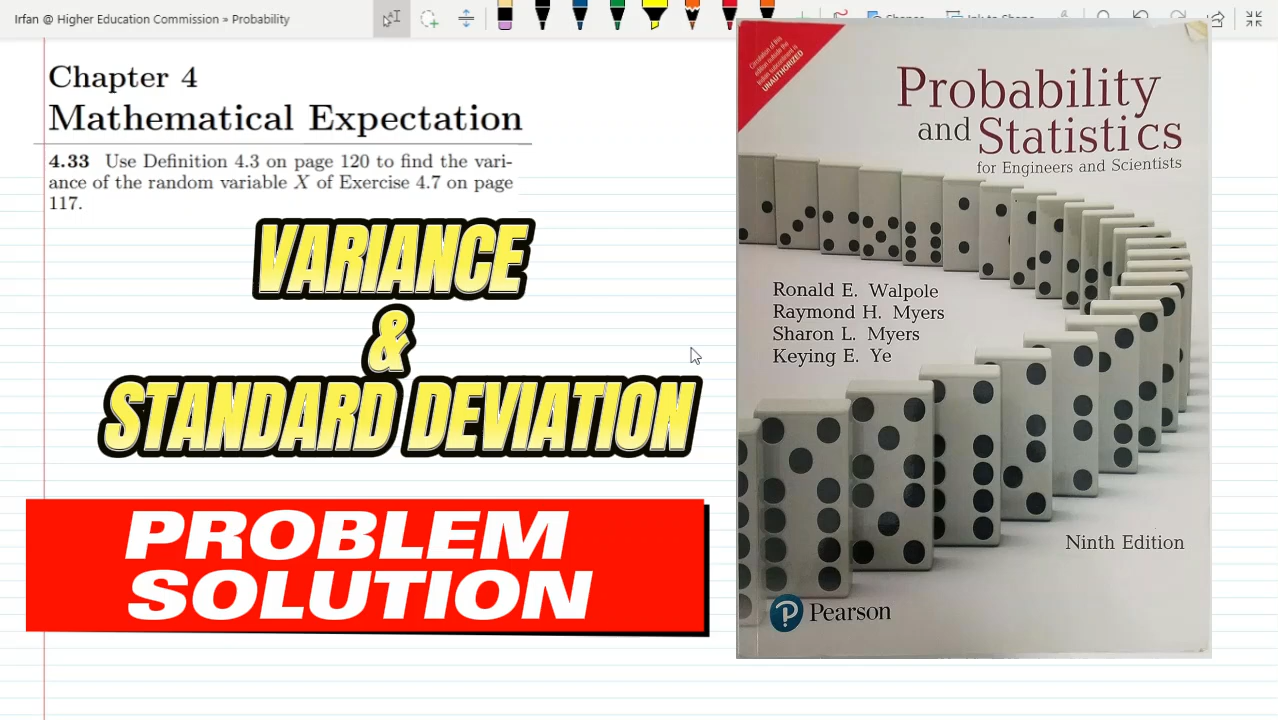 Irfan @ Higher Education Commission » Probability
Chapter 4
Mathematical Expectation
4.33 Use Definition 4.3 on page 120 to find the vari-
ance of the random variable X of Exercise 4.7 on page
117.
VARIANCE
&
STANDARD DEVIATION
PROBLEM
SOLUTION
UNAUTHORIZED
Probability
and Statistics
for Engineers and Scientists
Ronald E. Walpole
Raymond H. Myers
Sharon L. Myers
Keying E. Ye
Ninth Edition
P Pearson